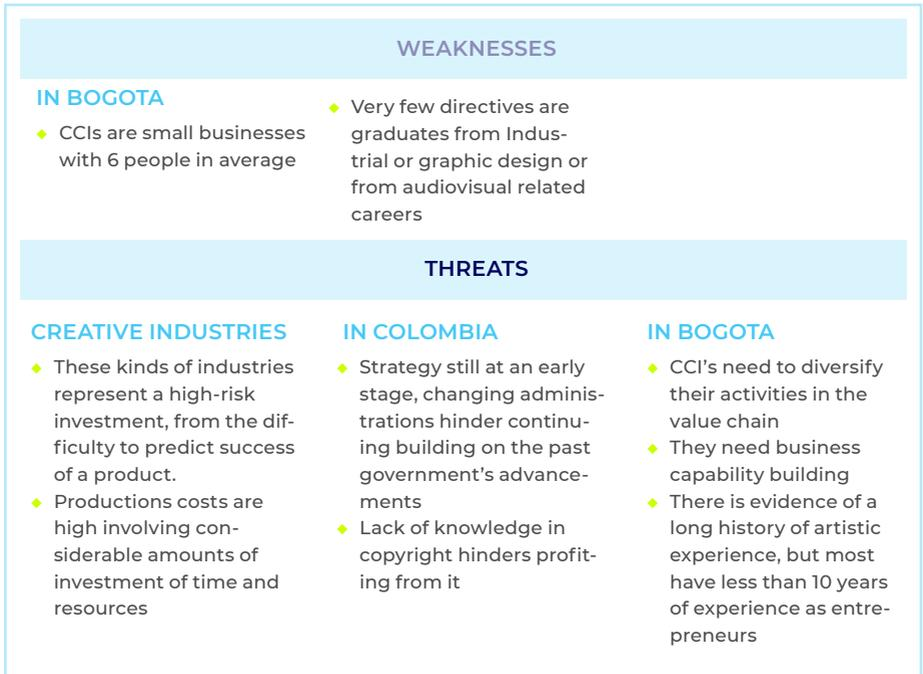 WEAKNESSES
IN BOGOTA
CCIs are small businesses
with 6 people in average
Very few directives are
graduates from Indus-
trial or graphic design or
from audiovisual related
careers
THREATS
CREATIVE INDUSTRIES
These kinds of industries
represent a high-risk
investment, from the dif-
ficulty to predict success
of a product.
Productions costs are
high involving con-
siderable amounts of
investment of time and
resources
IN COLOMBIA
Strategy still at an early
stage, changing adminis-
trations hinder continu-
ing building on the past
government's advance-
ments
Lack of knowledge in
copyright hinders profit-
ing from it
IN BOGOTA
CCI's need to diversify
their activities in the
value chain
They need business
capability building
There is evidence of a
long history of artistic
experience, but most
have less than 10 years
of experience as entre-
preneurs